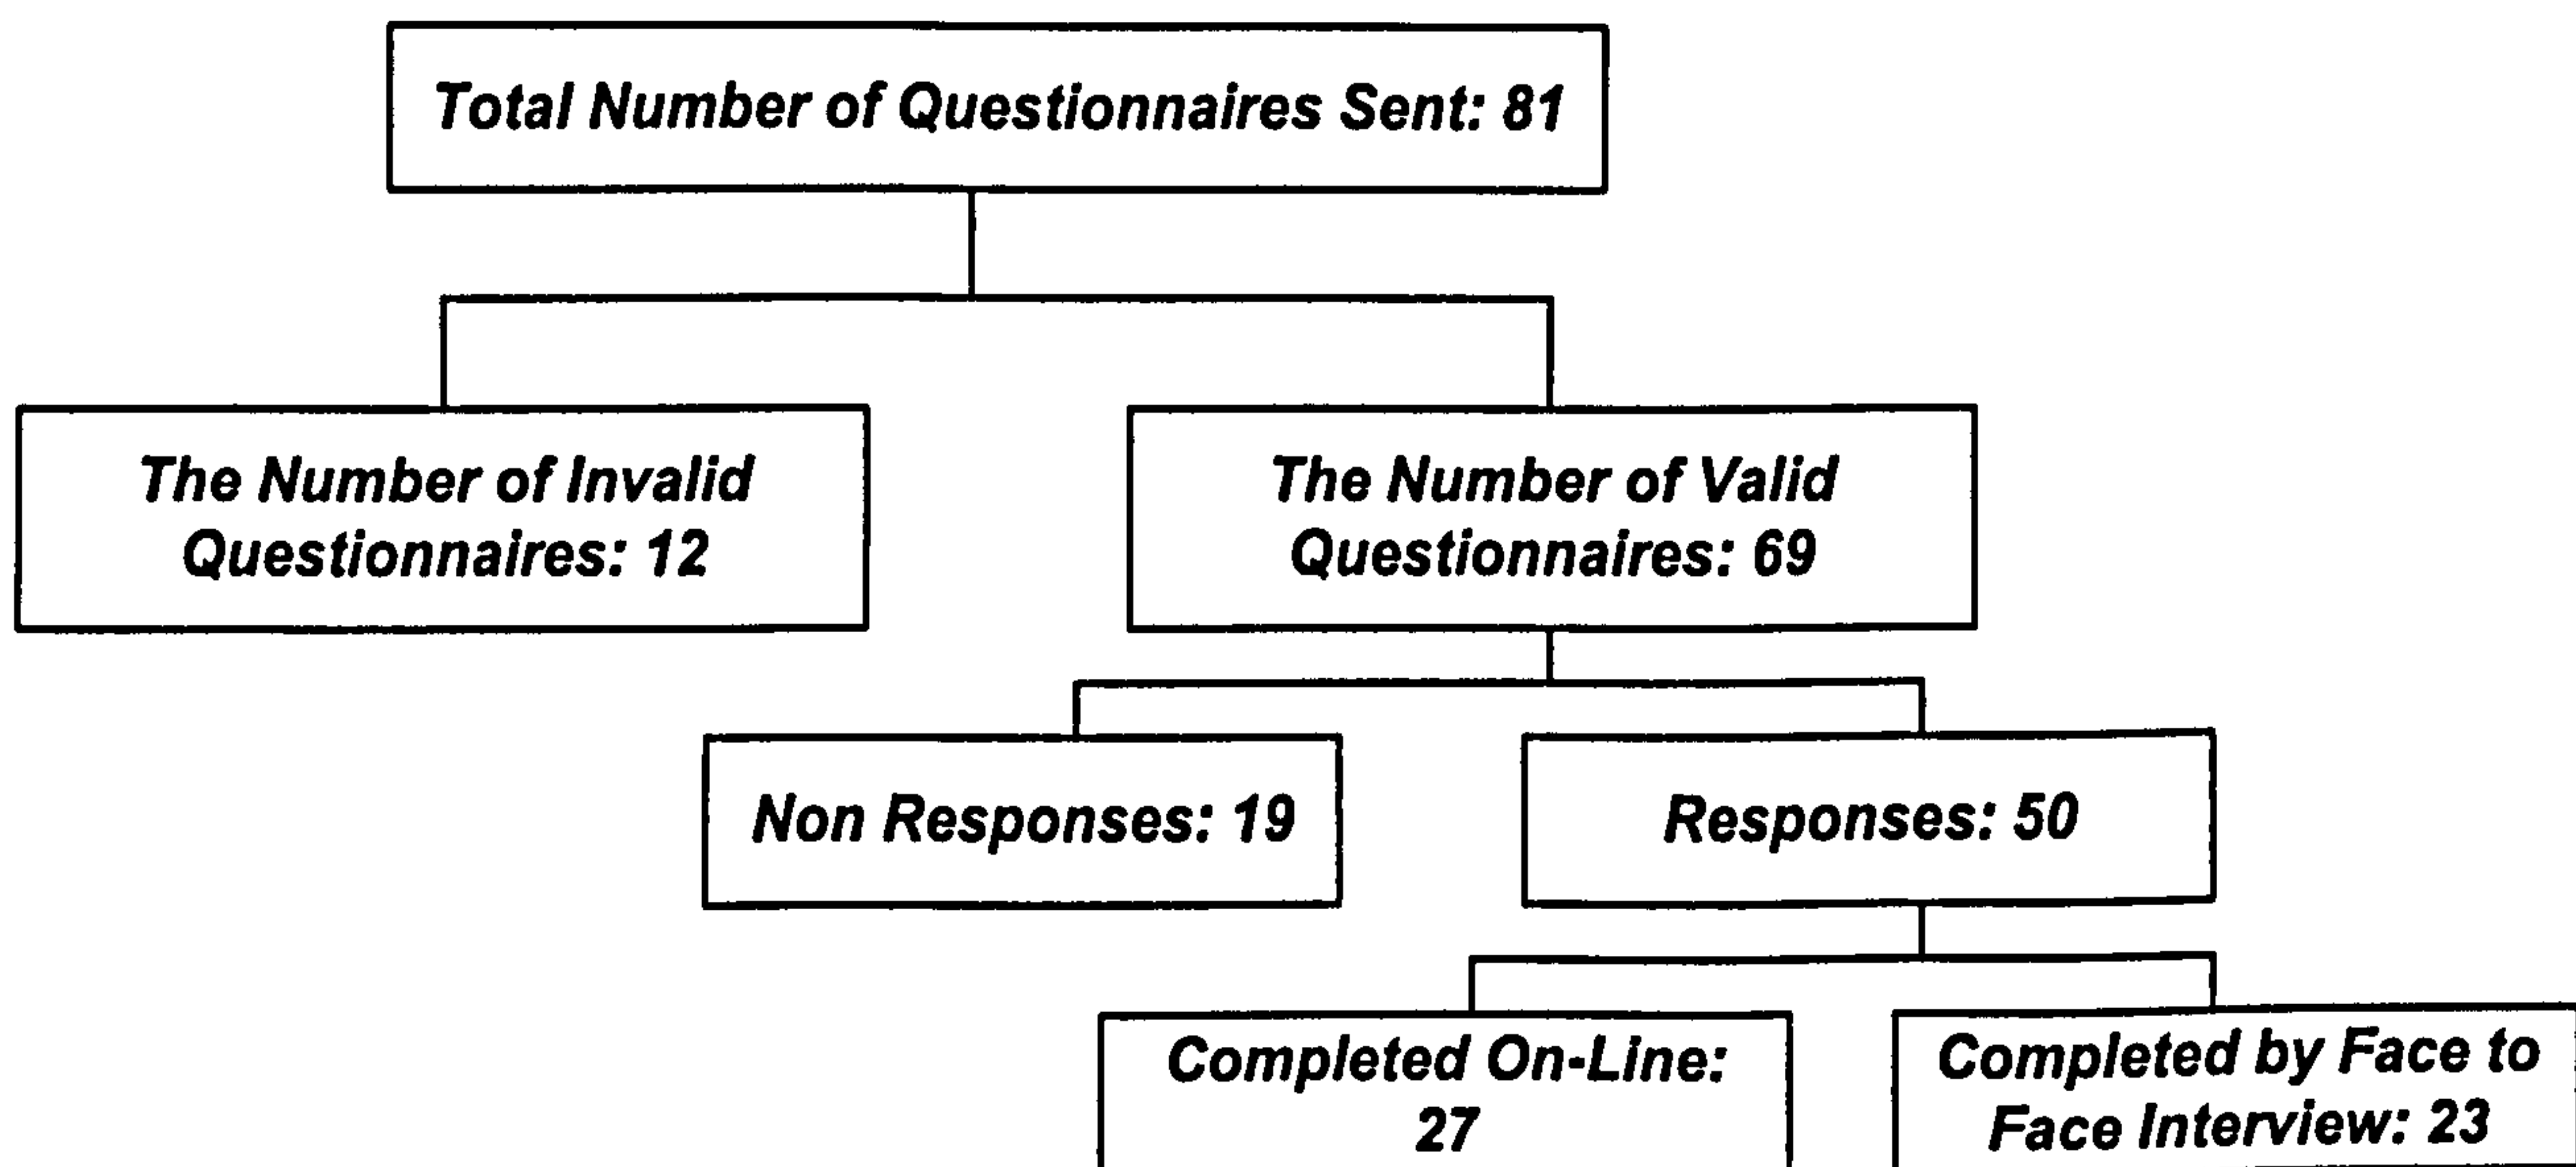 Total Number of Questionnaires Sent: 81
The Number of Invalid
Questionnaires: 12
The Number of Valid
Questionnaires: 69
Non Responses: 19
Responses: 50
Completed On-Line:
27
Completed by Face to
Face Interview: 23